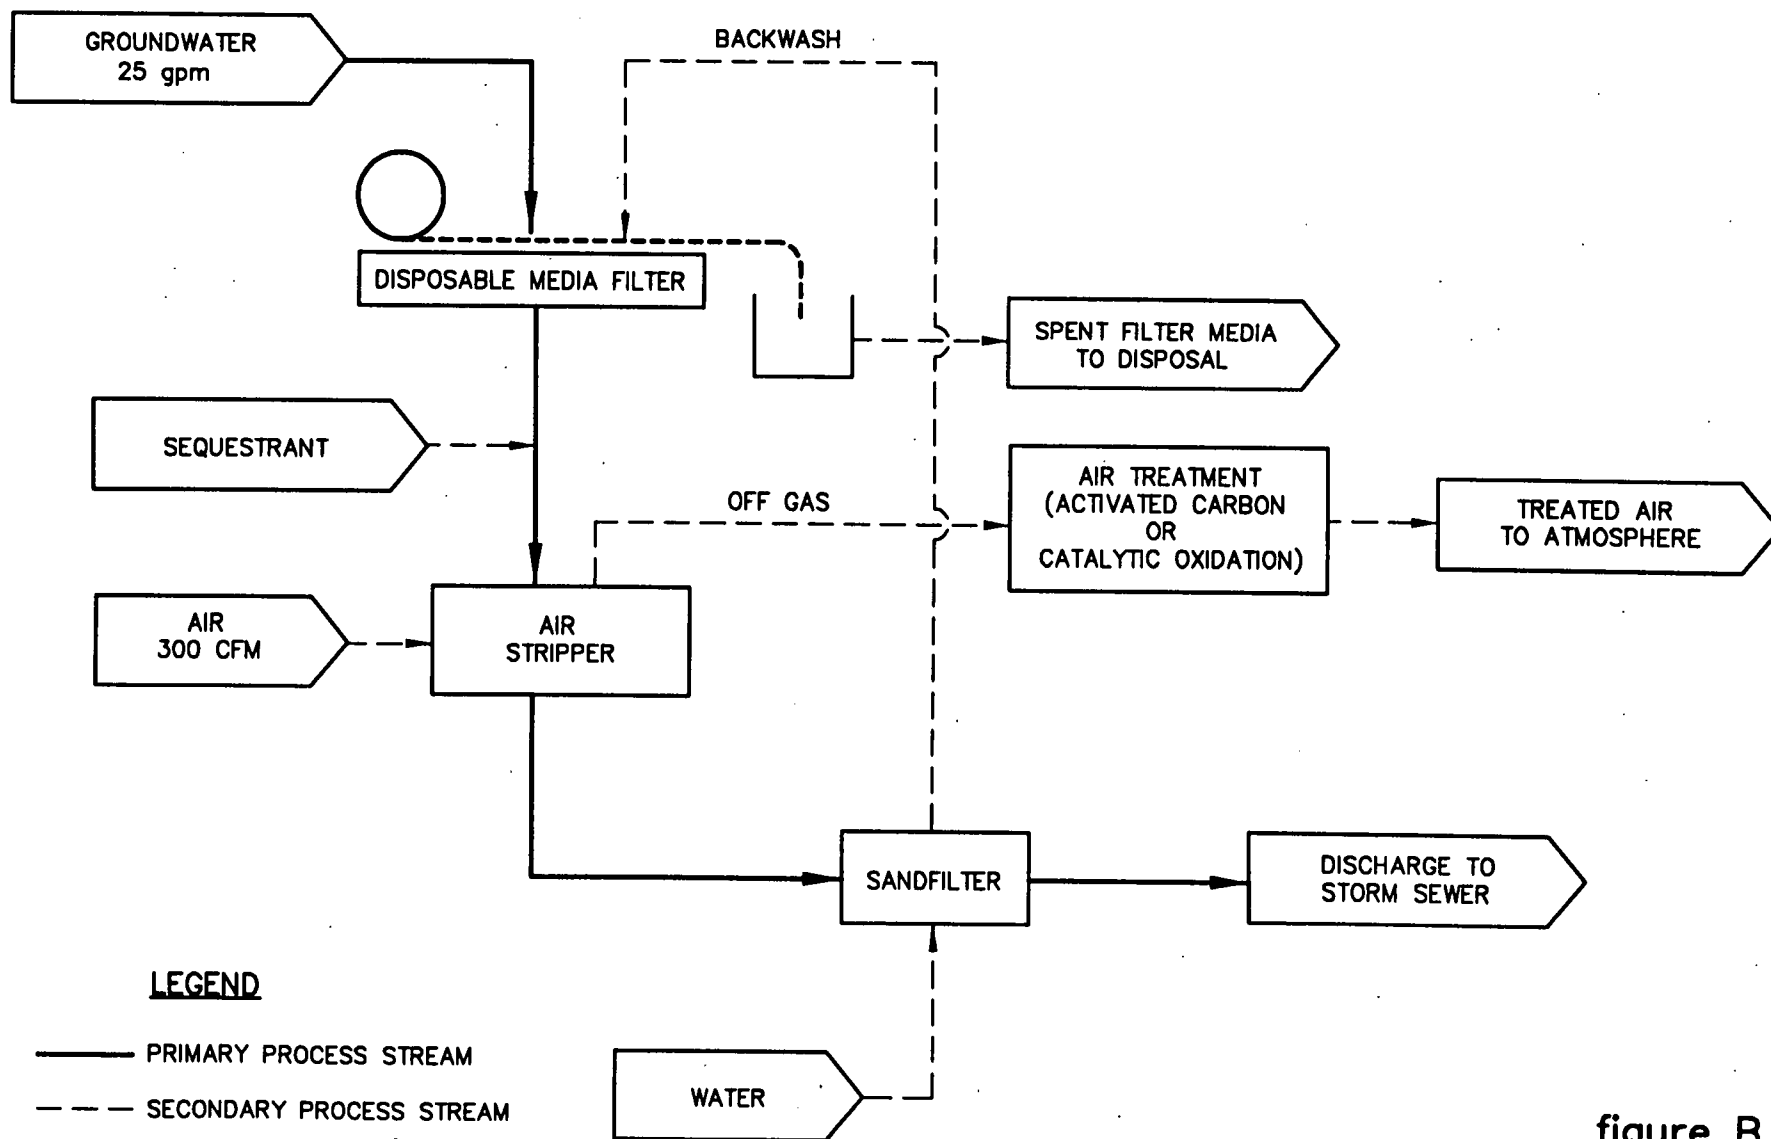 GROUNDWATER
25 gpm
BACKWASH
DISPOSABLE MEDIA FILTER
SPENT FILTER MEDIA
TO DISPOSAL
SEQUESTRANT
OFF GAS
AIR TREATMENT
(ACTIVATED CARBON
OR
CATALYTIC OXIDATION)
TREATED AIR
TO ATMOSPHERE
AIR
300 CFM
AIR
STRIPPER
SANDFILTER
DISCHARGE TO
STORM SEWER
LEGEND
PRIMARY PROCESS STREAM
SECONDARY PROCESS STREAM
WATER
figure B